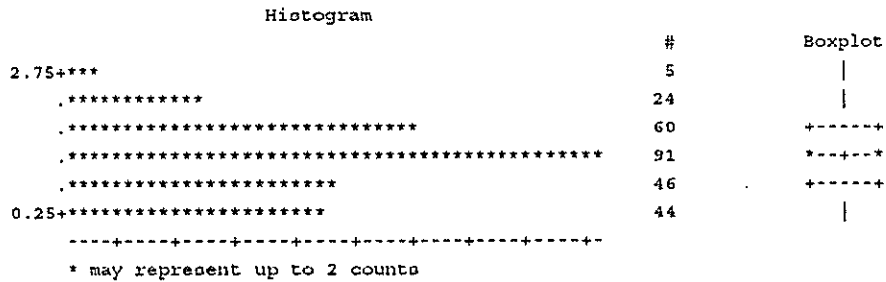 Histogram
# Boxplot
2.75+*** 5 |
.************ 24 |
.****************************** 60 +-----+
.********************************************** 91 *--+--*
.*********************** 46 +-----+
0.25+********************** 44 |
----+----+----+----+----+----+----+----+----+-
* may represent up to 2 counts